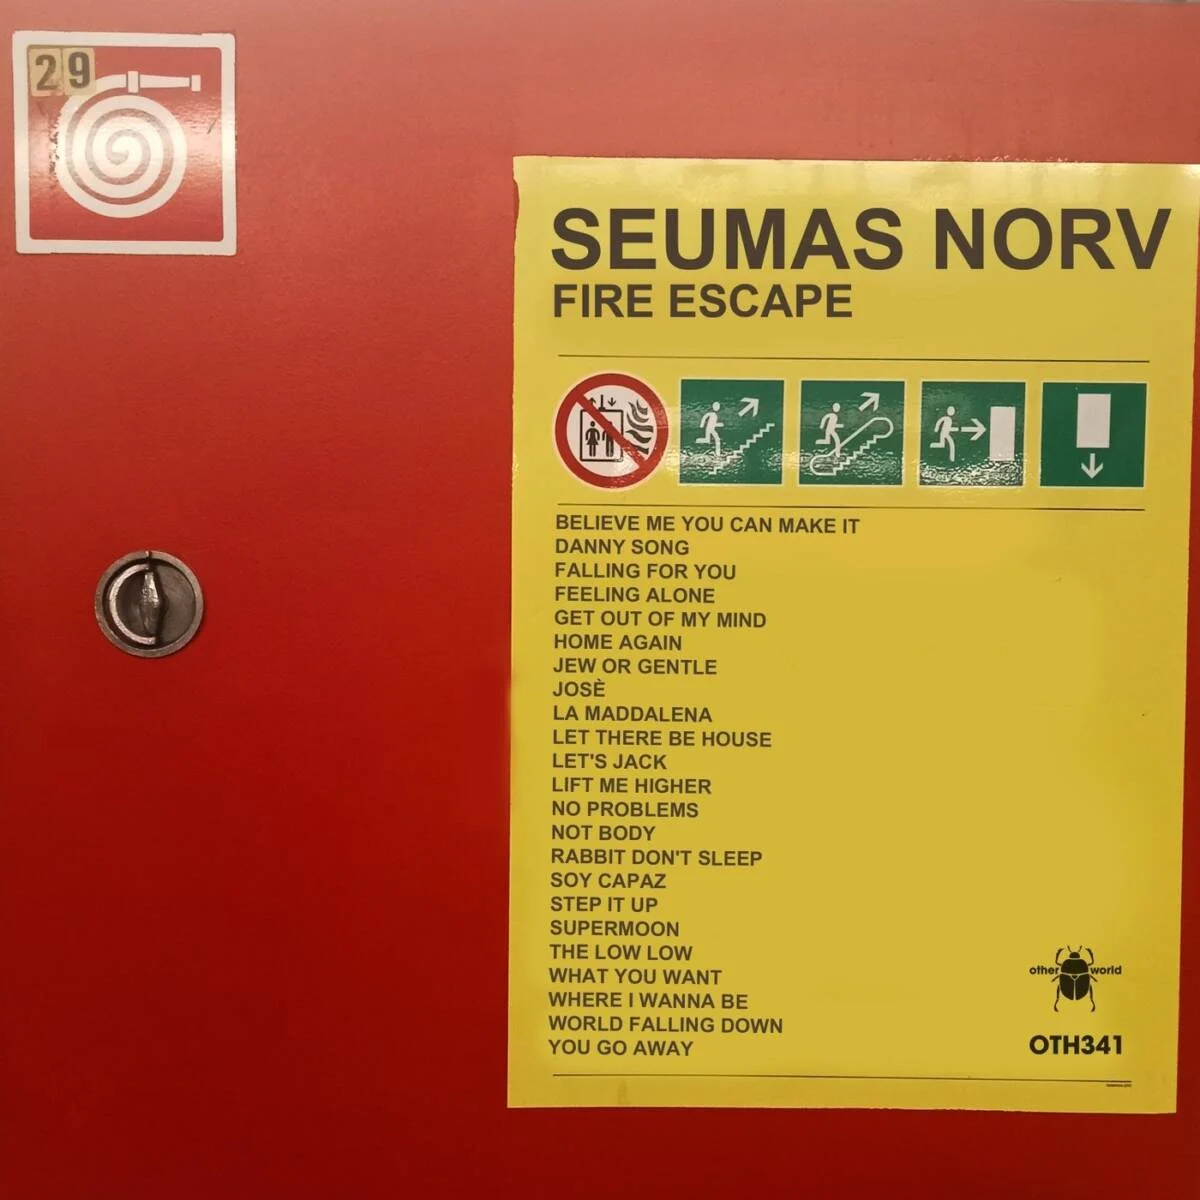 29
SEUMAS NORV
FIRE ESCAPE
BELIEVE ME YOU CAN MAKE IT
DANNY SONG
FALLING FOR YOU
FEELING ALONE
GET OUT OF MY MIND
HOME AGAIN
JEW OR GENTLE
JOSÈ
LA MADDALENA
LET THERE BE HOUSE
LET'S JACK
LIFT ME HIGHER
NO PROBLEMS
NOT BODY
RABBIT DON'T SLEEP
SOY CAPAZ
STEP IT UP
SUPERMOON
THE LOW LOW
WHAT YOU WANT
WHERE I WANNA BE
WORLD FALLING DOWN
YOU GO AWAY
other world
OTH341